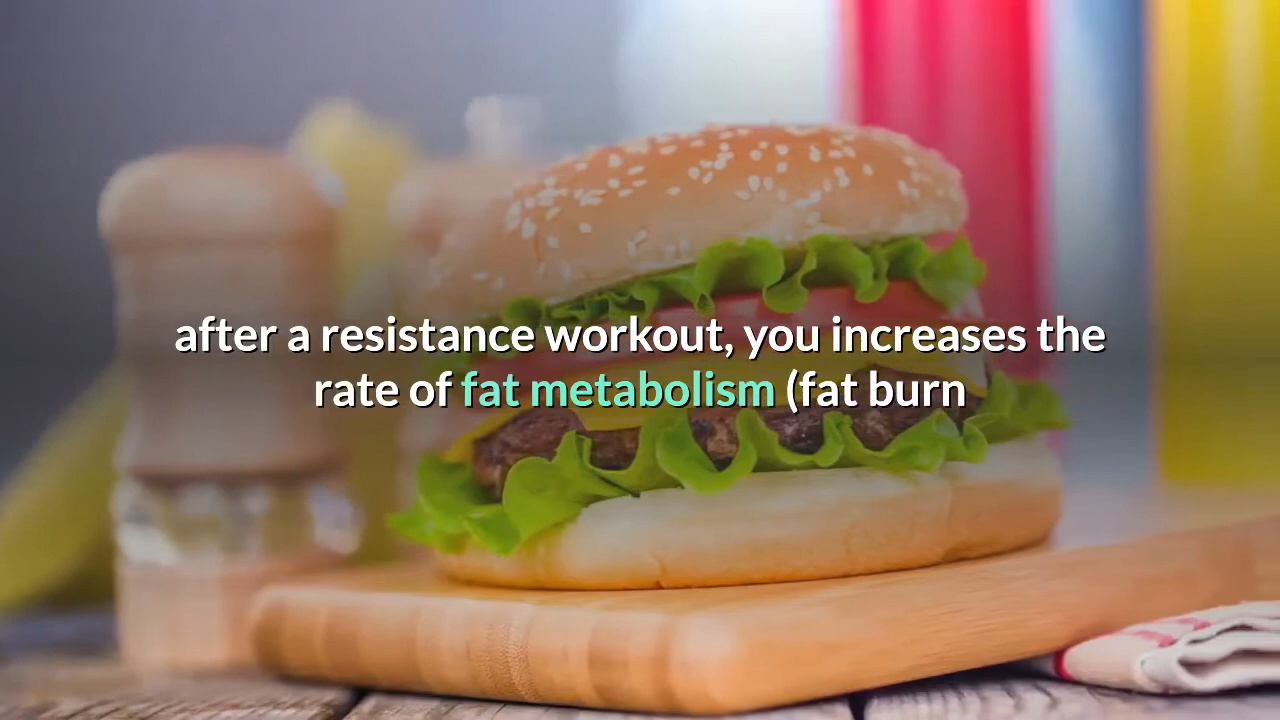 after a resistance workout, you increases the
rate of fat metabolism (fat burn